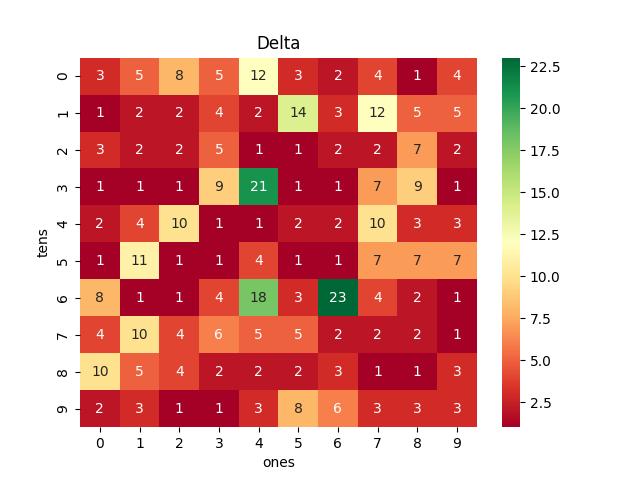 Delta
0 3 5 8 5 12 3 2 4 1 4
1 1 2 2 4 2 14 3 12 5 5
2 3 2 2 5 1 1 2 2 7 2
3 1 1 1 9 21 1 1 7 9 1
4 2 4 10 1 1 2 2 10 3 3
5 1 11 1 1 4 1 1 7 7 7
6 8 1 1 4 18 3 23 4 2 1
7 4 10 4 6 5 5 2 2 2 1
8 10 5 4 2 2 2 3 1 1 3
9 2 3 1 1 3 8 6 3 3 3
0 1 2 3 4 5 6 7 8 9
ones
tens
22.5
20.0
17.5
15.0
12.5
10.0
7.5
5.0
2.5